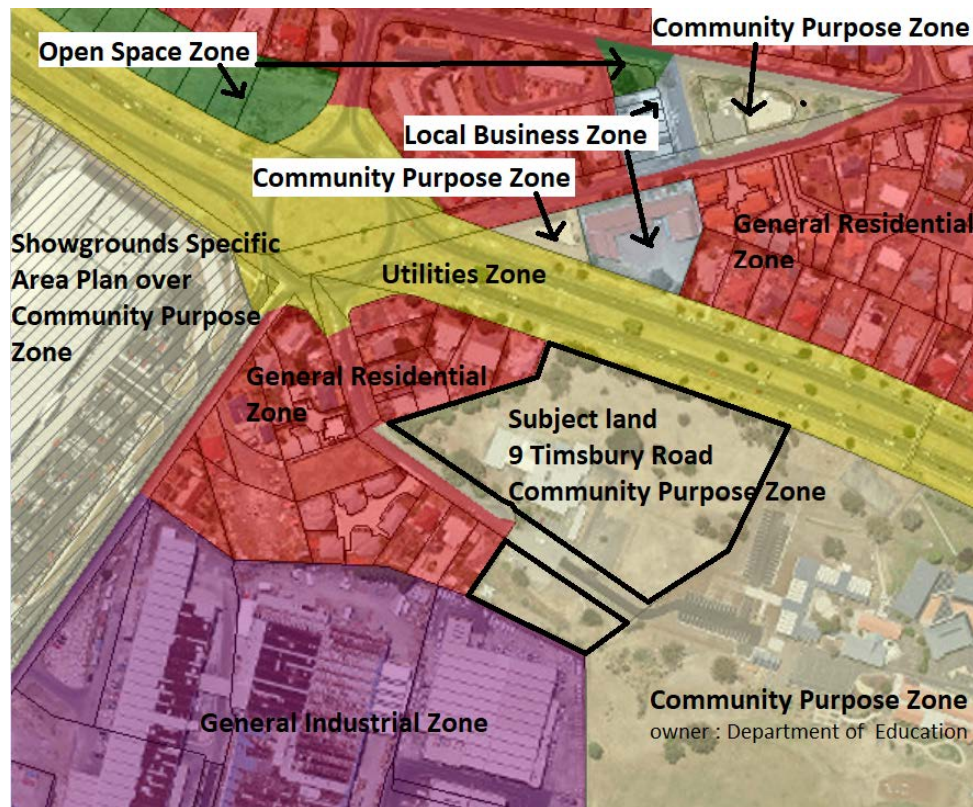 Open Space Zone
Community Purpose Zone
Local Business Zone
Community Purpose Zone
General Residential
Zone
Showgrounds Specific
Area Plan over
Community Purpose
Zone
Utilities Zone
General Residential
Zone
Subject land
9 Timsbury Road
Community Purpose Zone
General Industrial Zone
Community Purpose Zone
owner : Department of Education